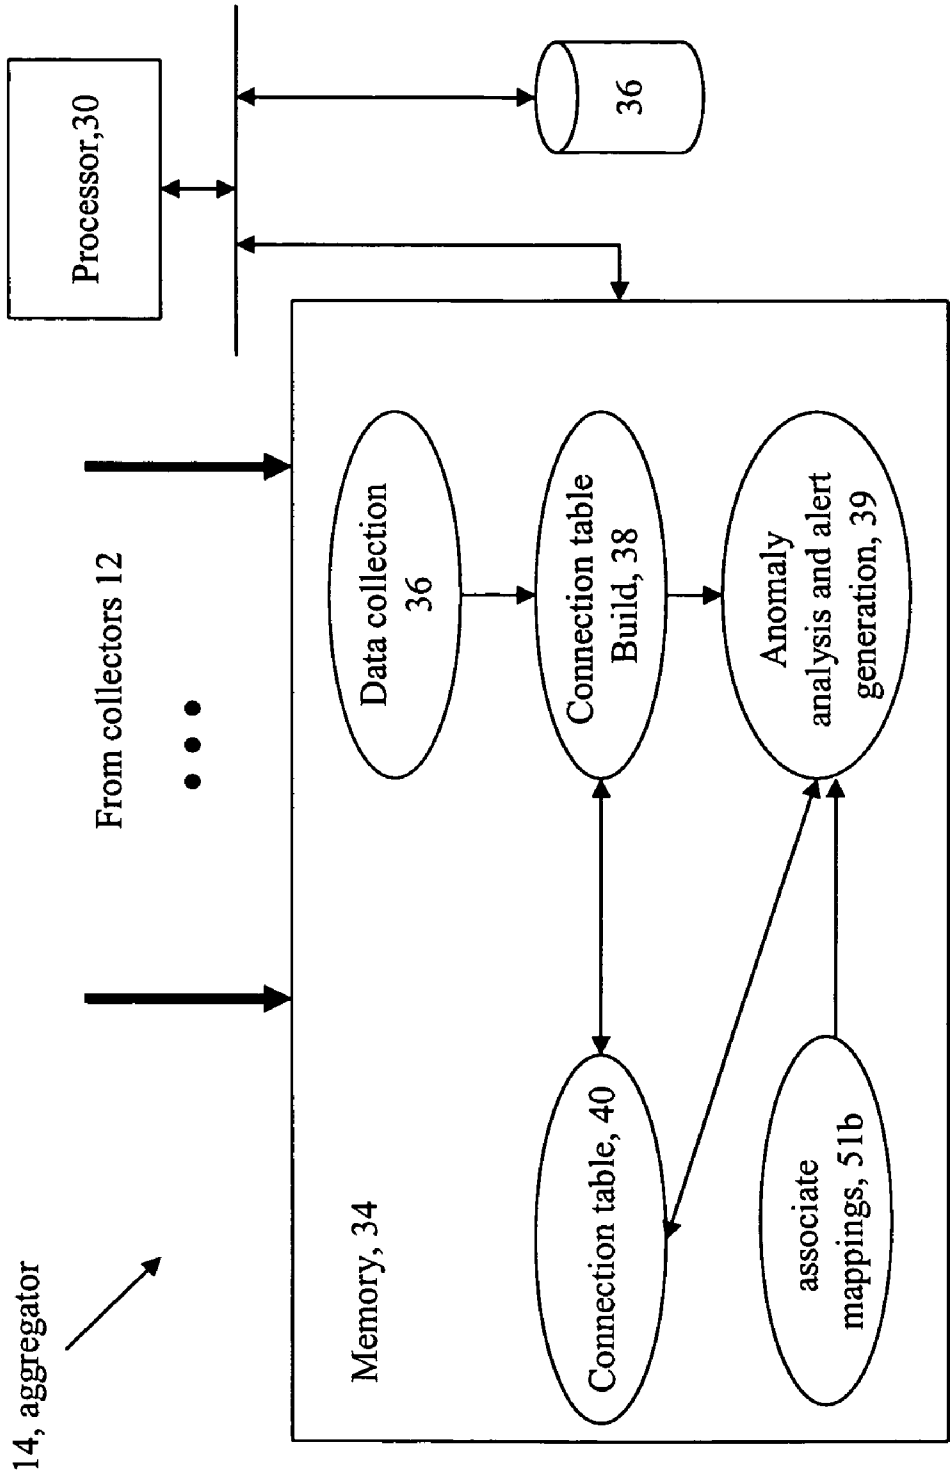 14, aggregator
From collectors 12
Processor,30
Memory, 34
Data collection
36
36
Connection table, 40
Connection table
Build, 38
associate
mappings, 51b
Anomaly
analysis and alert
generation, 39